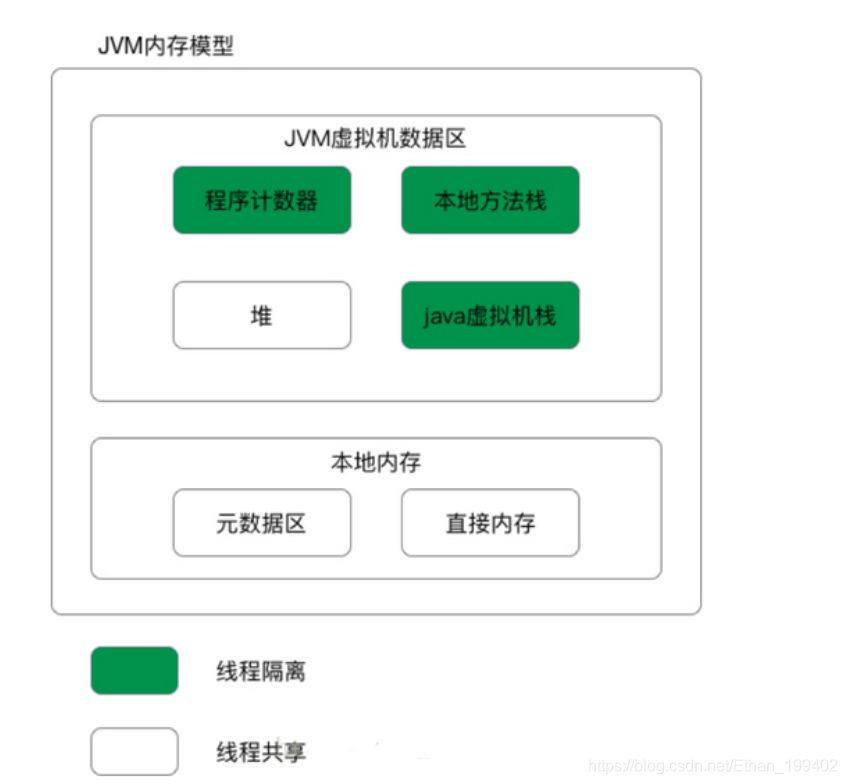 JVM内存模型
JVM虚拟机数据区
程序计数器
本地方法栈
堆
java虚拟机栈
本地内存
元数据区
直接内存
线程隔离
线程共享
https://blog.csdn.net/Ethan_199402